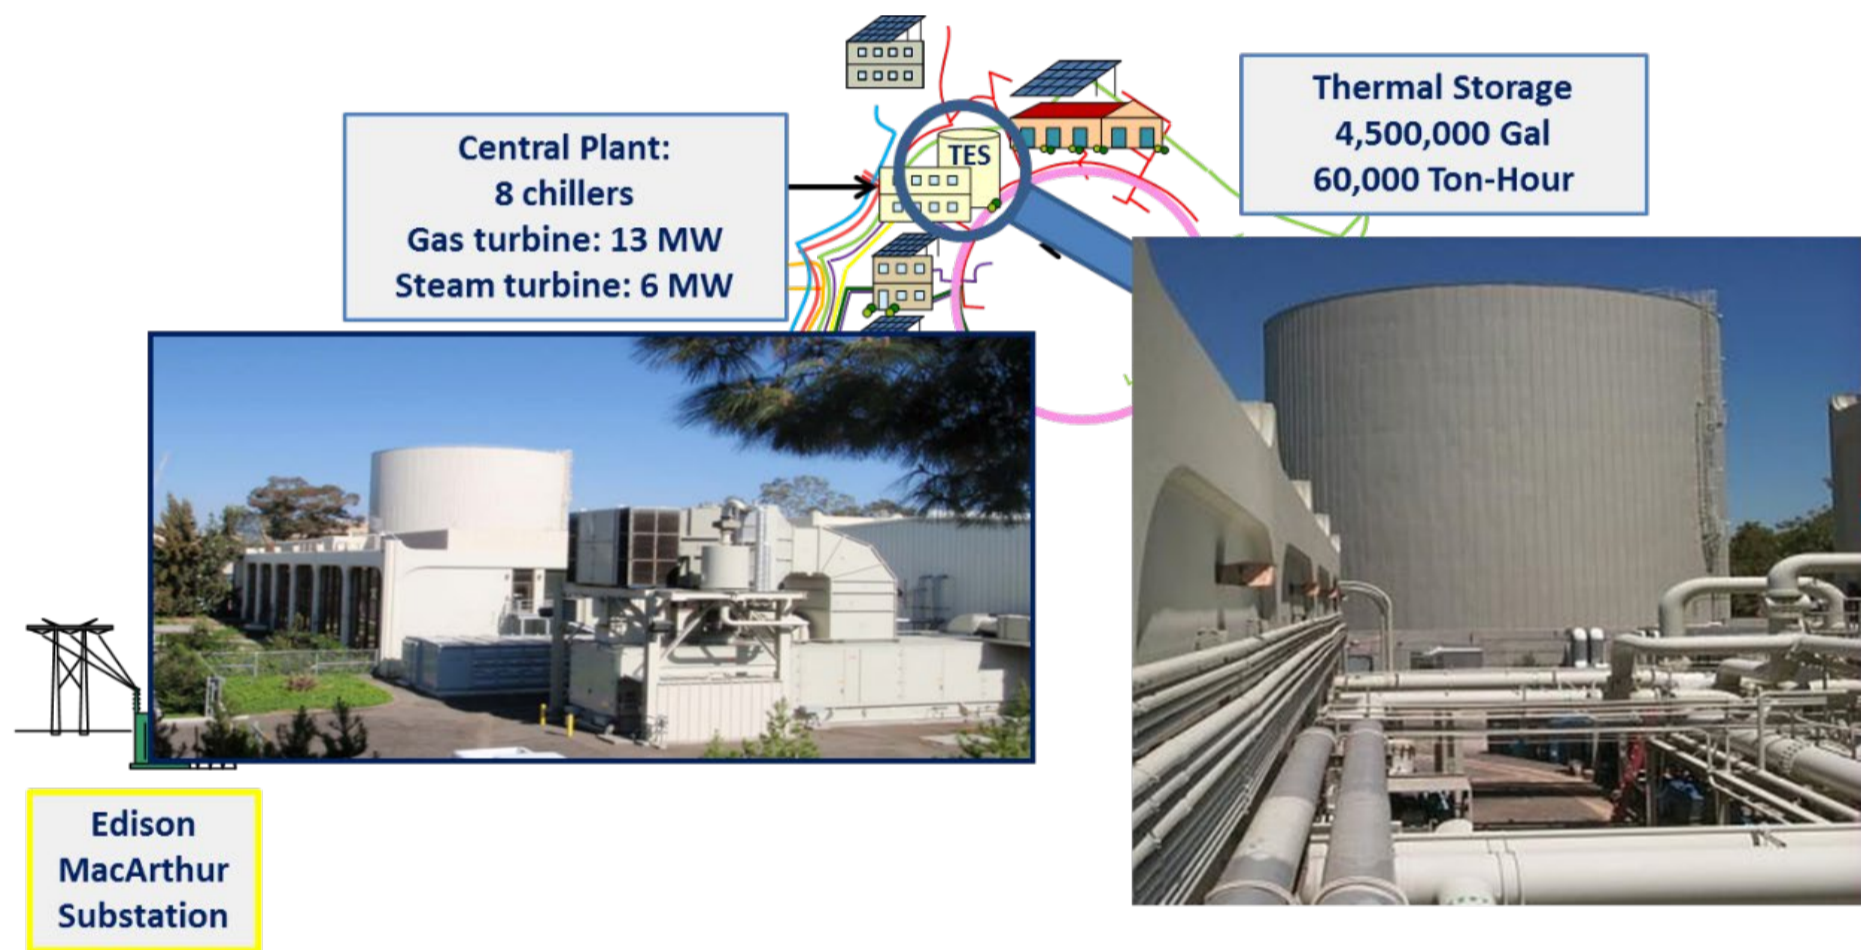 Central Plant:
8 chillers
Gas turbine: 13 MW
Steam turbine: 6 MW
TES
Thermal Storage
4,500,000 Gal
60,000 Ton-Hour
Edison
MacArthur
Substation